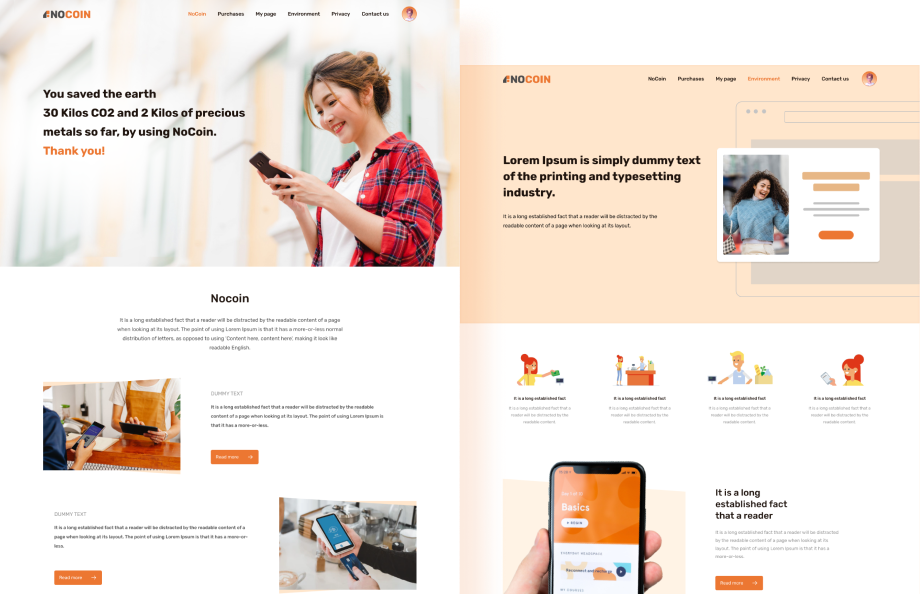 NOCOIN
NoCoin Purchases My page Environment Privacy Contact us
You saved the earth
30 Kilos CO2 and 2 Kilos of precious
metals so far, by using NoCoin.
Thank you!
Nocoin
It is a long established fact that a reader will be distracted by the readable content of a page
when looking at its layout. The point of using Lorem Ipsum is that it has a more-or-less normal
distribution of letters, as opposed to using 'Content here, content here', making it look like
readable English.
DUMMY TEXT
It is a long established fact that a reader will be distracted by the readable
content of a page when looking at its layout. The point of using Lorem Ipsum is
that it has a more-or-less.
Read more
DUMMY TEXT
It is a long established fact that a reader will be distracted by the readable content of a
page when looking at its layout. The point of using Lorem Ipsum is that it has a more-or-
less.
Read more
NOCOIN
NoCoin Purchases My page Environment Privacy Contact us
Lorem Ipsum is simply dummy text
of the printing and typesetting
industry.
It is a long established fact that a reader will be distracted by the
readable content of a page when looking at its layout.
It is a long established fact
It is a long established fact that a
reader will be distracted by the
readable content.
It is a long established fact
It is a long established fact that a
reader will be distracted by the
readable content.
It is a long established fact
It is a long established fact that a
reader will be distracted by the
readable content.
It is a long established fact
It is a long established fact that a
reader will be distracted by the
readable content.
Basics
BEGIN
It is a long
established fact
that a reader
It is a long established fact that a reader will be distracted
by the readable content of a page when looking at its
layout. The point of using Lorem Ipsum is that it has a
more-or-less.
Read more